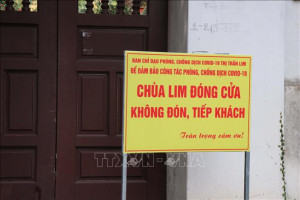 BAN CHỈ ĐẠO PHÒNG, CHỐNG DỊCH COVID-19 THỊ TRẤN LIM
ĐỂ ĐẢM BẢO CÔNG TÁC PHÒNG, CHỐNG DỊCH COVID-19
CHÙA LIM ĐÓNG CỬA
KHÔNG ĐÓN, TIẾP KHÁCH
Trân trọng cảm ơn!
TTXVN